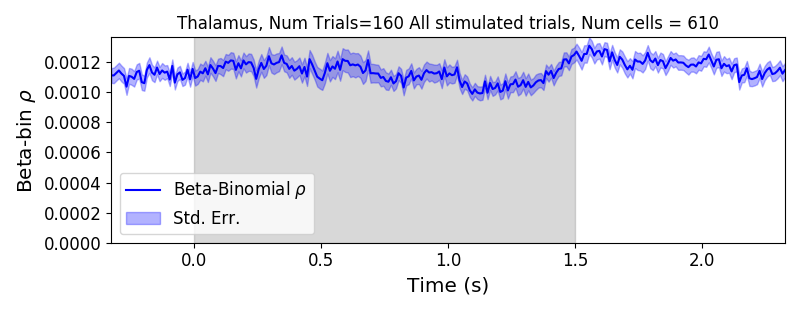 Thalamus, Num Trials=160 All stimulated trials, Num cells = 610
Beta-bin ρ
0.0012
0.0010
0.0008
0.0006
0.0004
0.0002
0.0000
Beta-Binomial ρ
Std. Err.
0.0
0.5
1.0
1.5
2.0
Time (s)